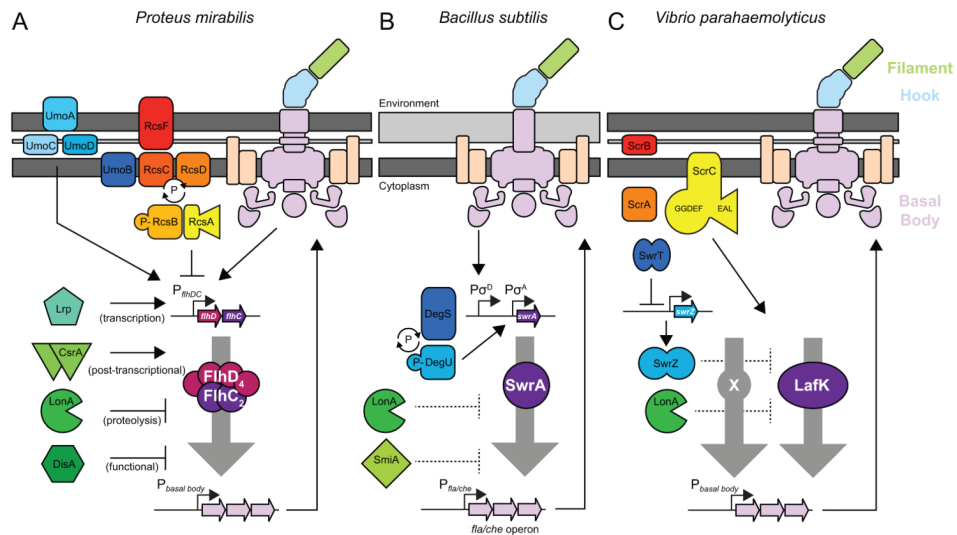 A
Proteus mirabilis
UmoA
UmoC
UmoD
UmoB
RcsF
RcsC
RcsD
P
P-RcsB
RcsA
PflhDC
flhD
flhC
Lrp
(transcription)
CsrA
(post-transcriptional)
FlhD4
FlhC2
LonA
(proteolysis)
DisA
(functional)
Pbasal body
B
Bacillus subtilis
Environment
Cytoplasm
PσD
PσA
swrA
DegS
P
P-DegU
SwrA
LonA
SmiA
Pfla/che
fla/che operon
C
Vibrio parahaemolyticus
Filament
Hook
Basal
Body
ScrB
ScrC
ScrA
GGDEF
EAL
SwrT
swrZ
SwrZ
X
LafK
LonA
Pbasal body